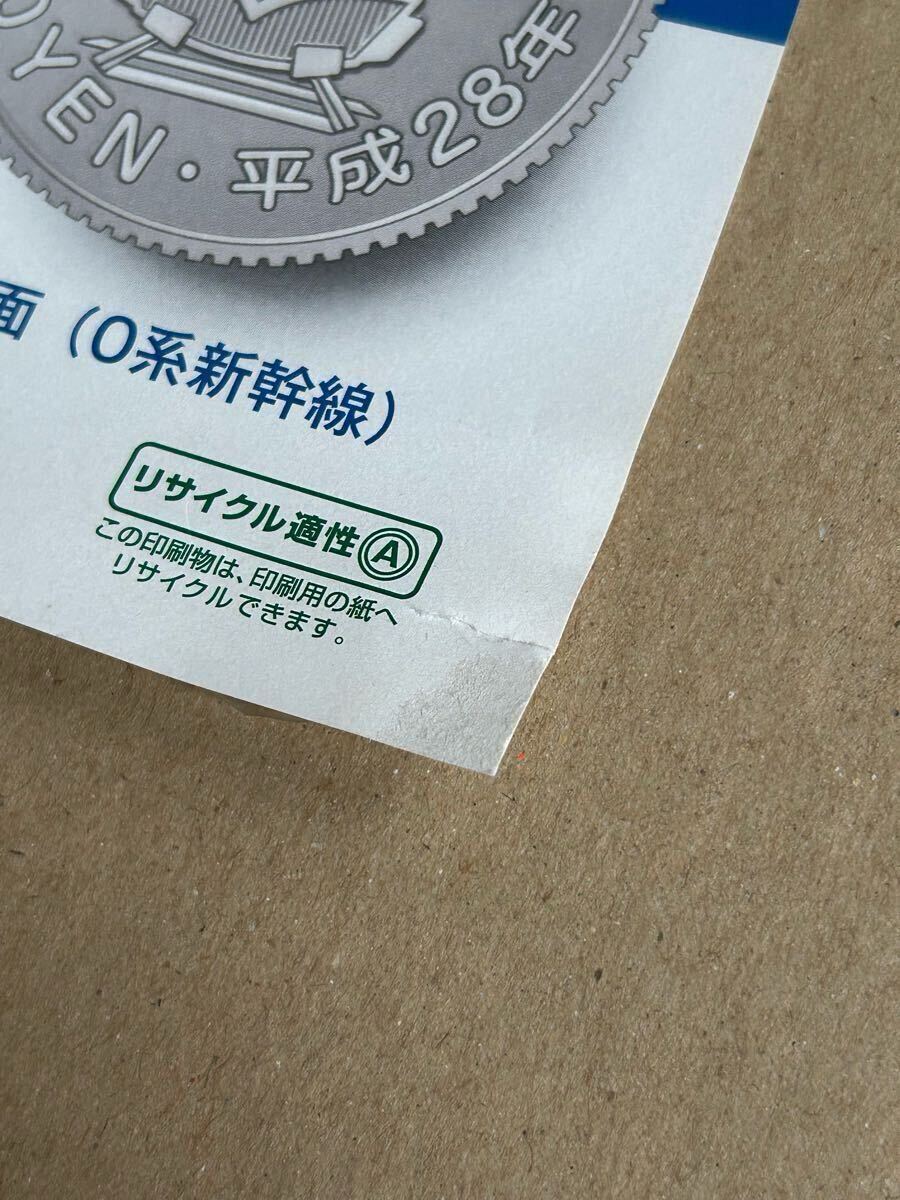 YEN・平成28年
面（0系新幹線）
リサイクル適性Ⓐ
この印刷物は、印刷用の紙へ
リサイクルできます。